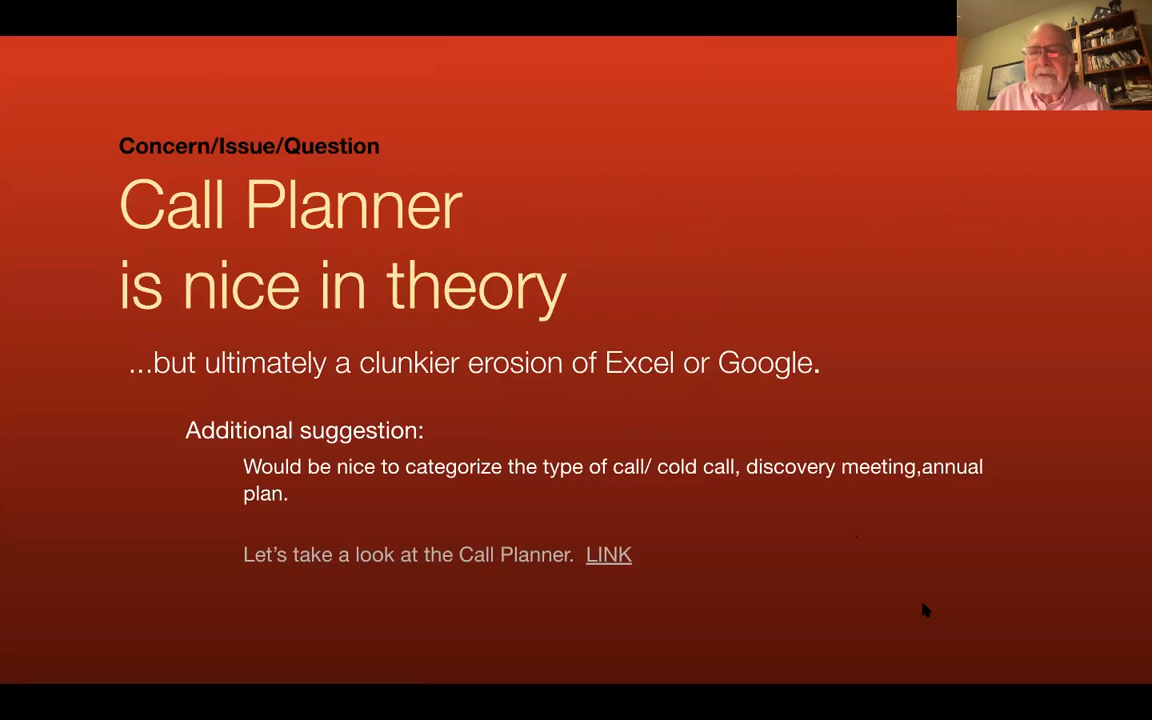 Concern/Issue/Question
Call Planner
is nice in theory
...but ultimately a clunkier erosion of Excel or Google.
Additional suggestion:
Would be nice to categorize the type of call/ cold call, discovery meeting,annual
plan.
Let’s take a look at the Call Planner. LINK